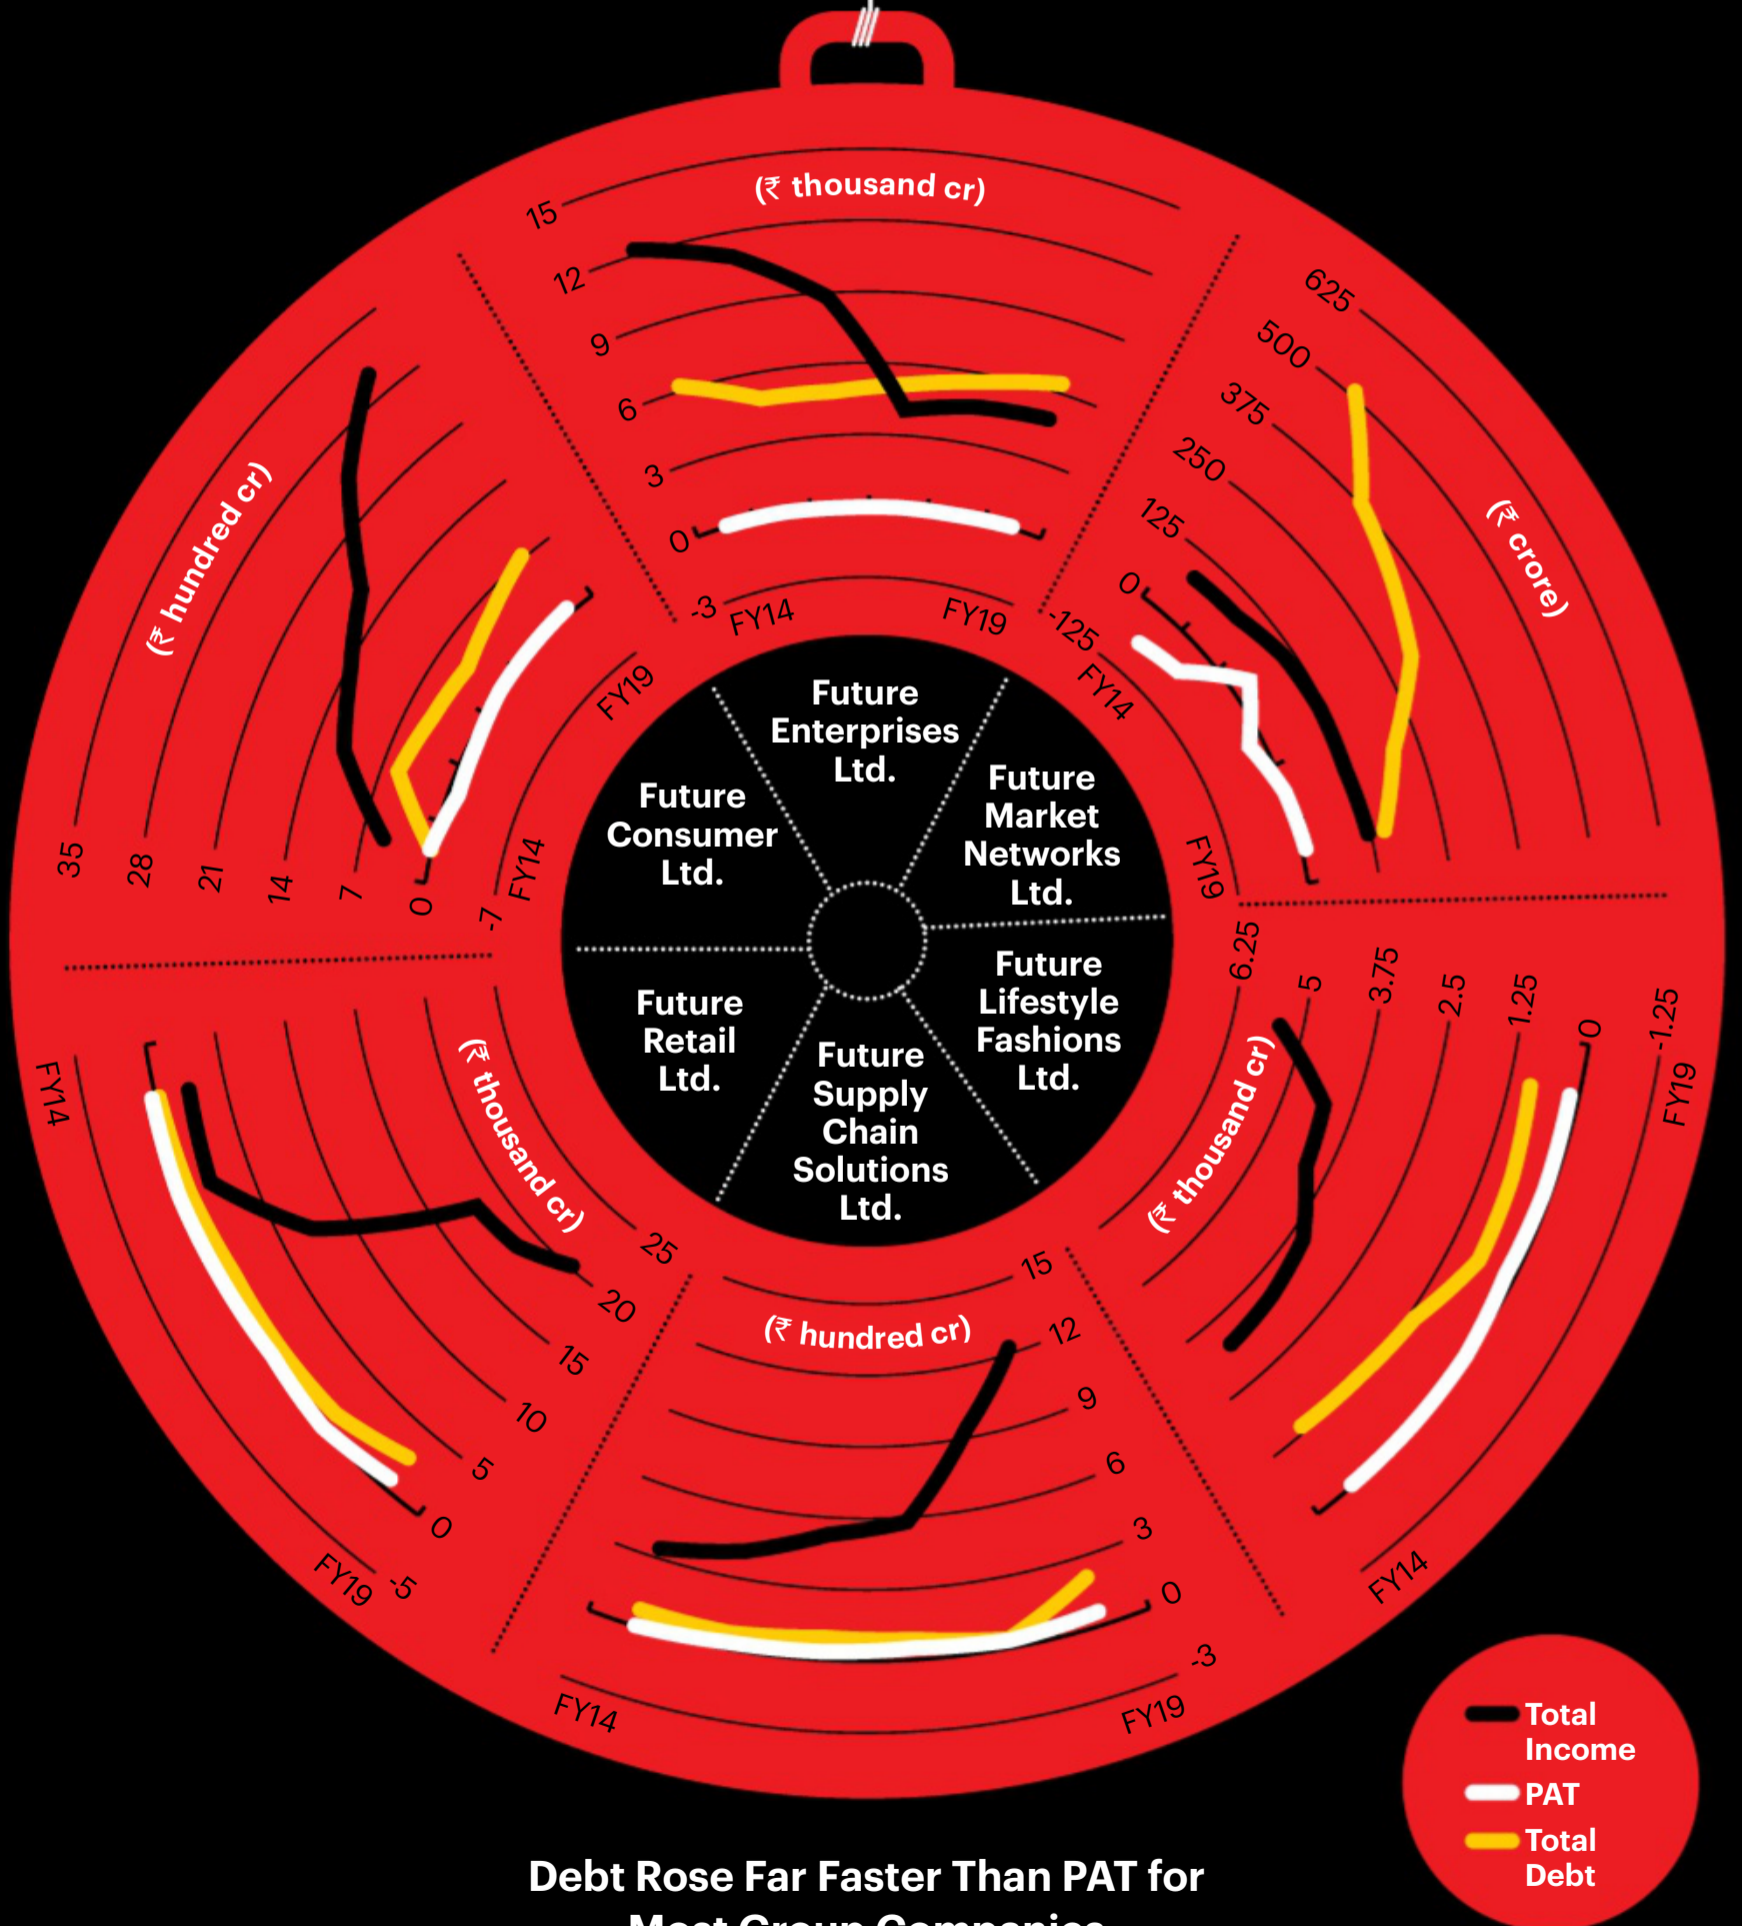 (₹ thousand cr)
15
12
9
6
3
0
-3
FY14
FY19
(₹ crore)
625
500
375
250
125
0
-125
FY14
FY19
(₹ hundred cr)
35
28
21
14
7
0
-7
FY14
FY19
Future
Enterprises
Ltd.
Future
Market
Networks
Ltd.
Future
Consumer
Ltd.
Future
Lifestyle
Fashions
Ltd.
Future
Retail
Ltd.
Future
Supply
Chain
Solutions
Ltd.
6.25
5
3.75
2.5
1.25
0
-1.25
FY19
FY14
(₹ thousand cr)
(₹ thousand cr)
FY14
FY19
25
20
15
10
5
0
-5
(₹ hundred cr)
15
12
9
6
3
0
-3
FY14
FY19
Total
Income
PAT
Total
Debt
Debt Rose Far Faster Than PAT for
Most Group Companies